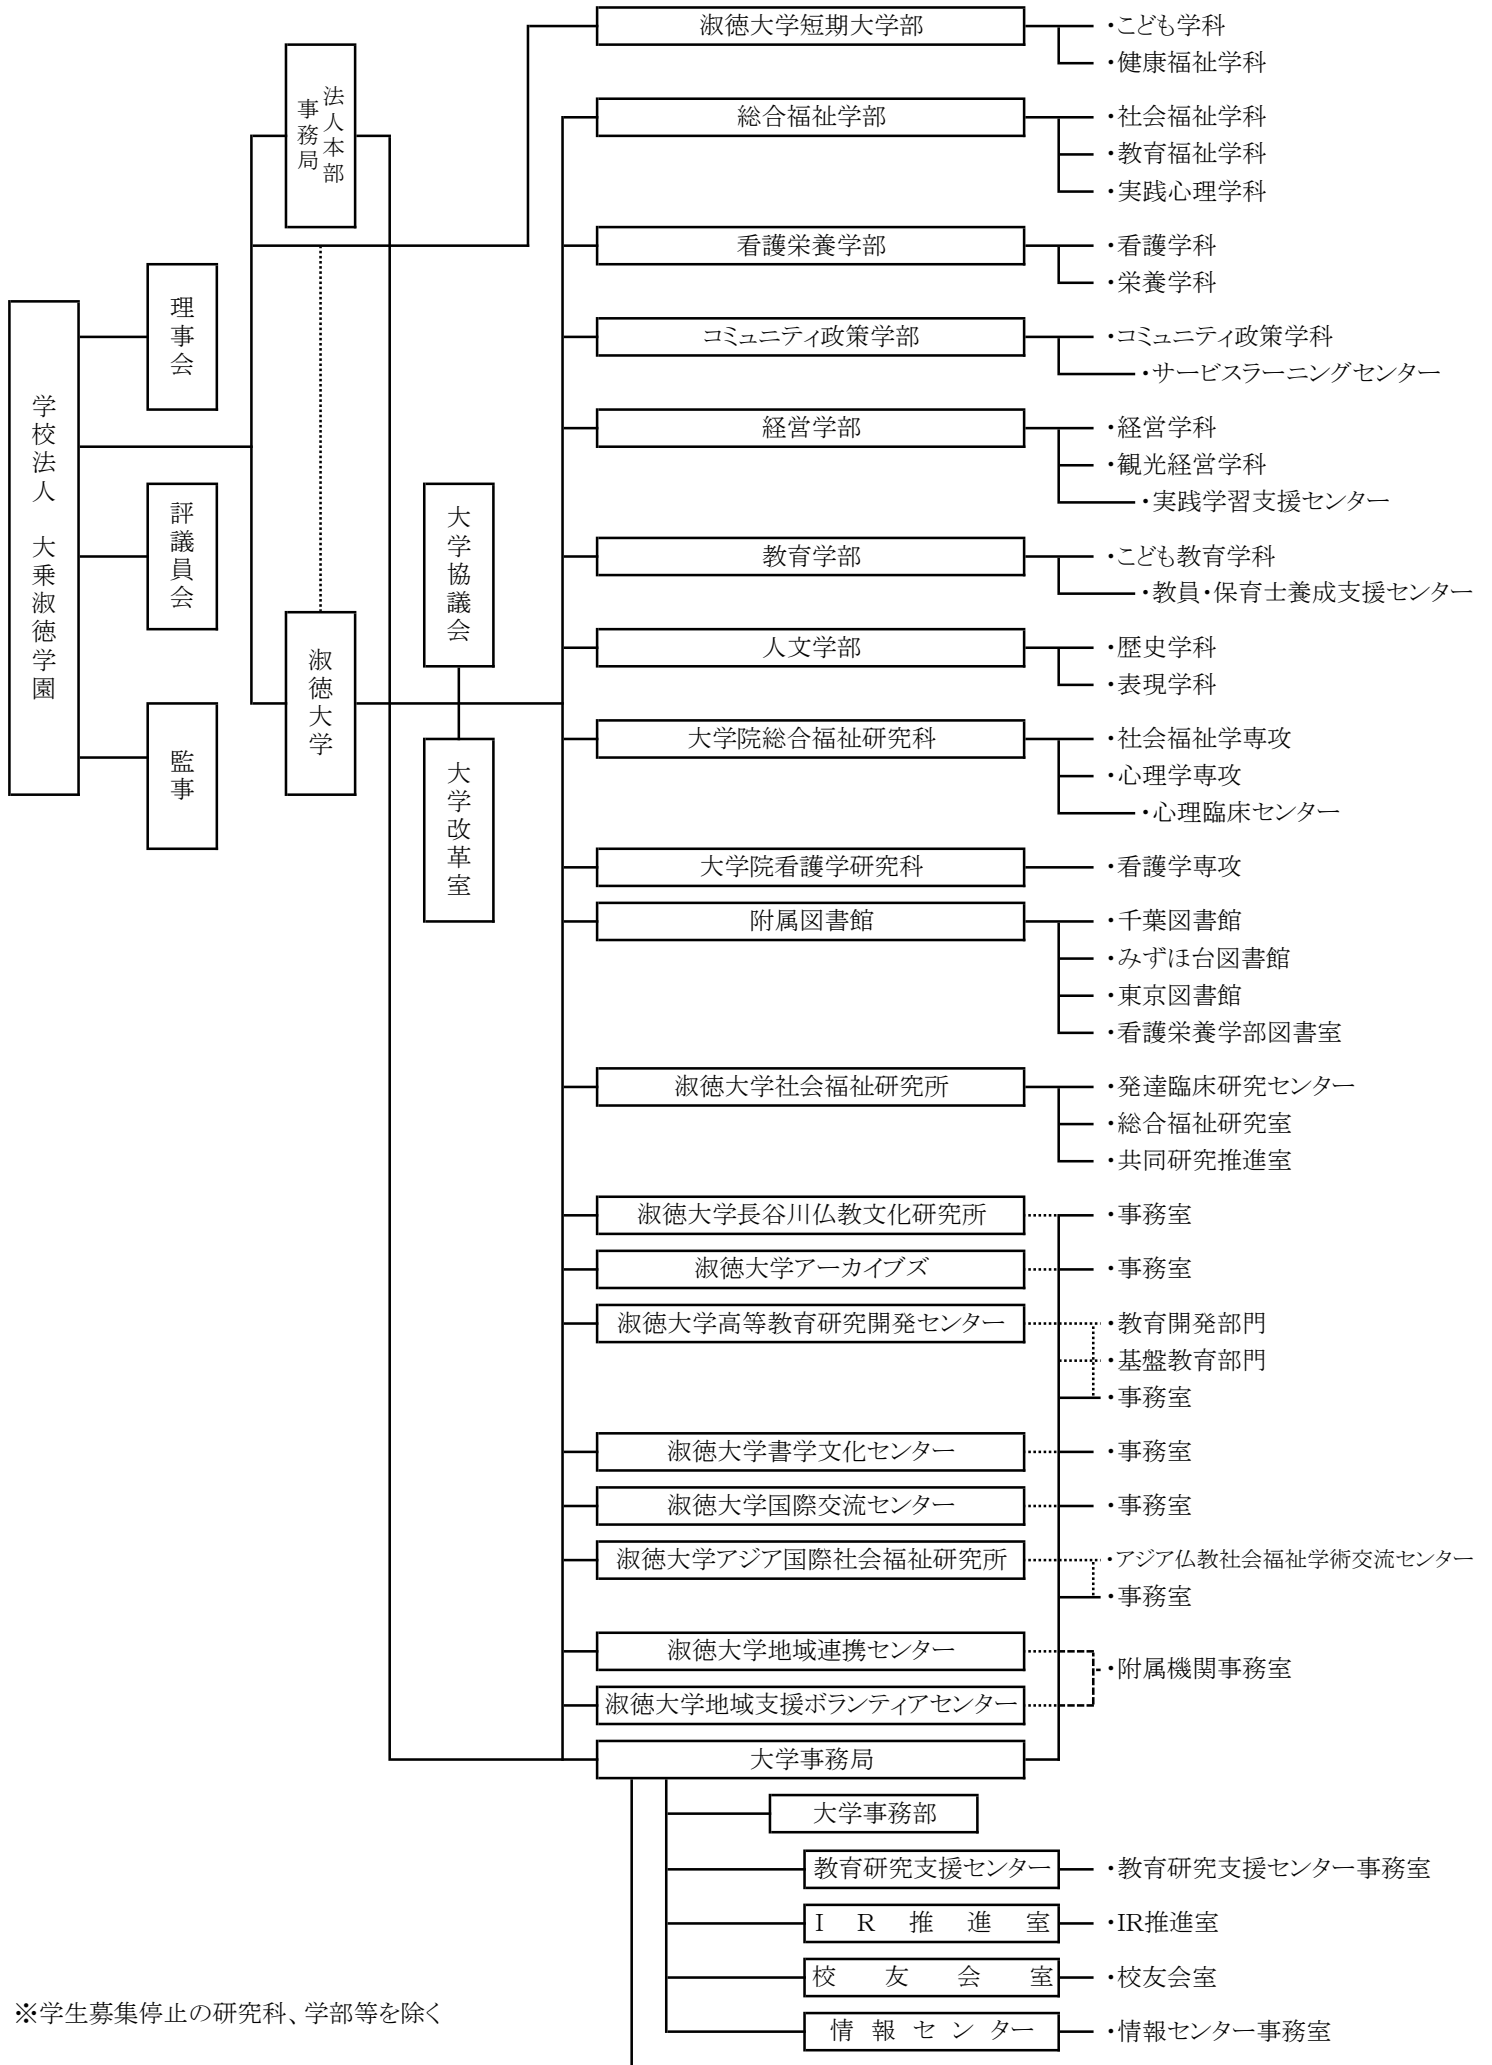 学校法人　大乗淑徳学園
理事会
評議員会
監事
法人本部
事務局
淑徳大学
大学協議会
大学改革室
淑徳大学短期大学部
・こども学科
・健康福祉学科
総合福祉学部
・社会福祉学科
・教育福祉学科
・実践心理学科
看護栄養学部
・看護学科
・栄養学科
コミュニティ政策学部
・コミュニティ政策学科
・サービスラーニングセンター
経営学部
・経営学科
・観光経営学科
・実践学習支援センター
教育学部
・こども教育学科
・教員・保育士養成支援センター
人文学部
・歴史学科
・表現学科
大学院総合福祉研究科
・社会福祉学専攻
・心理学専攻
・心理臨床センター
大学院看護学研究科
・看護学専攻
附属図書館
・千葉図書館
・みずほ台図書館
・東京図書館
・看護栄養学部図書室
淑徳大学社会福祉研究所
・発達臨床研究センター
・総合福祉研究室
・共同研究推進室
淑徳大学長谷川仏教文化研究所
・事務室
淑徳大学アーカイブズ
・事務室
淑徳大学高等教育研究開発センター
・教育開発部門
・基盤教育部門
・事務室
淑徳大学書学文化センター
・事務室
淑徳大学国際交流センター
・事務室
淑徳大学アジア国際社会福祉研究所
・アジア仏教社会福祉学術交流センター
・事務室
淑徳大学地域連携センター
・附属機関事務室
淑徳大学地域支援ボランティアセンター
大学事務局
大学事務部
教育研究支援センター
・教育研究支援センター事務室
ＩＲ推進室
・IR推進室
校友会室
・校友会室
情報センター
・情報センター事務室
※学生募集停止の研究科、学部等を除く